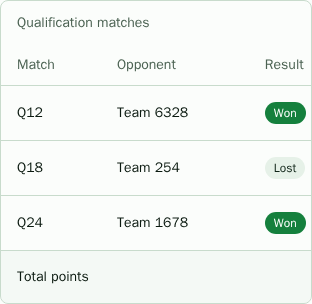 Qualification matches
Match Opponent Result
Q12 Team 6328 Won
Q18 Team 254 Lost
Q24 Team 1678 Won
Total points